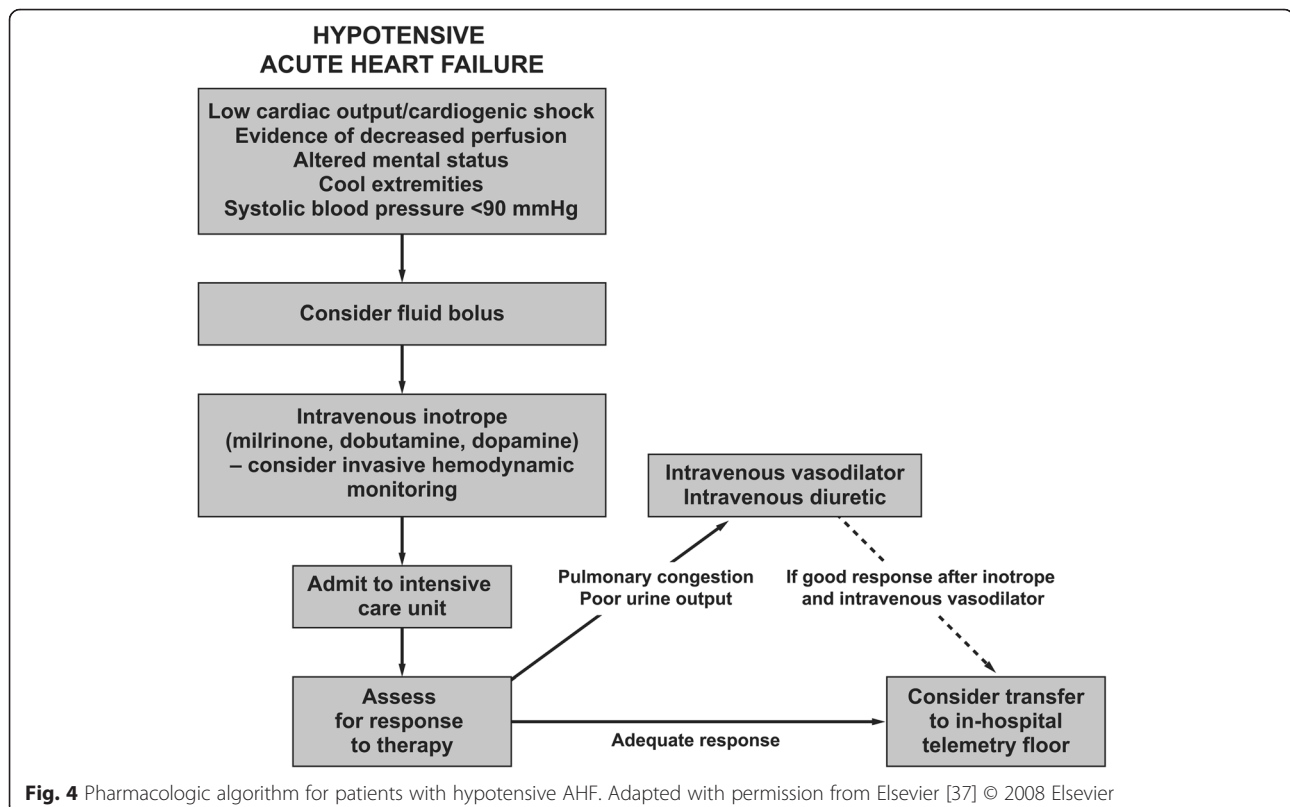 HYPOTENSIVE
ACUTE HEART FAILURE
Low cardiac output/cardiogenic shock
Evidence of decreased perfusion
Altered mental status
Cool extremities
Systolic blood pressure <90 mmHg
Consider fluid bolus
Intravenous inotrope
(milrinone, dobutamine, dopamine)
– consider invasive hemodynamic
monitoring
Intravenous vasodilator
Intravenous diuretic
Admit to intensive
care unit
Pulmonary congestion
Poor urine output
If good response after inotrope
and intravenous vasodilator
Assess
for response
to therapy
Adequate response
Consider transfer
to in-hospital
telemetry floor
Fig. 4 Pharmacologic algorithm for patients with hypotensive AHF. Adapted with permission from Elsevier [37] © 2008 Elsevier